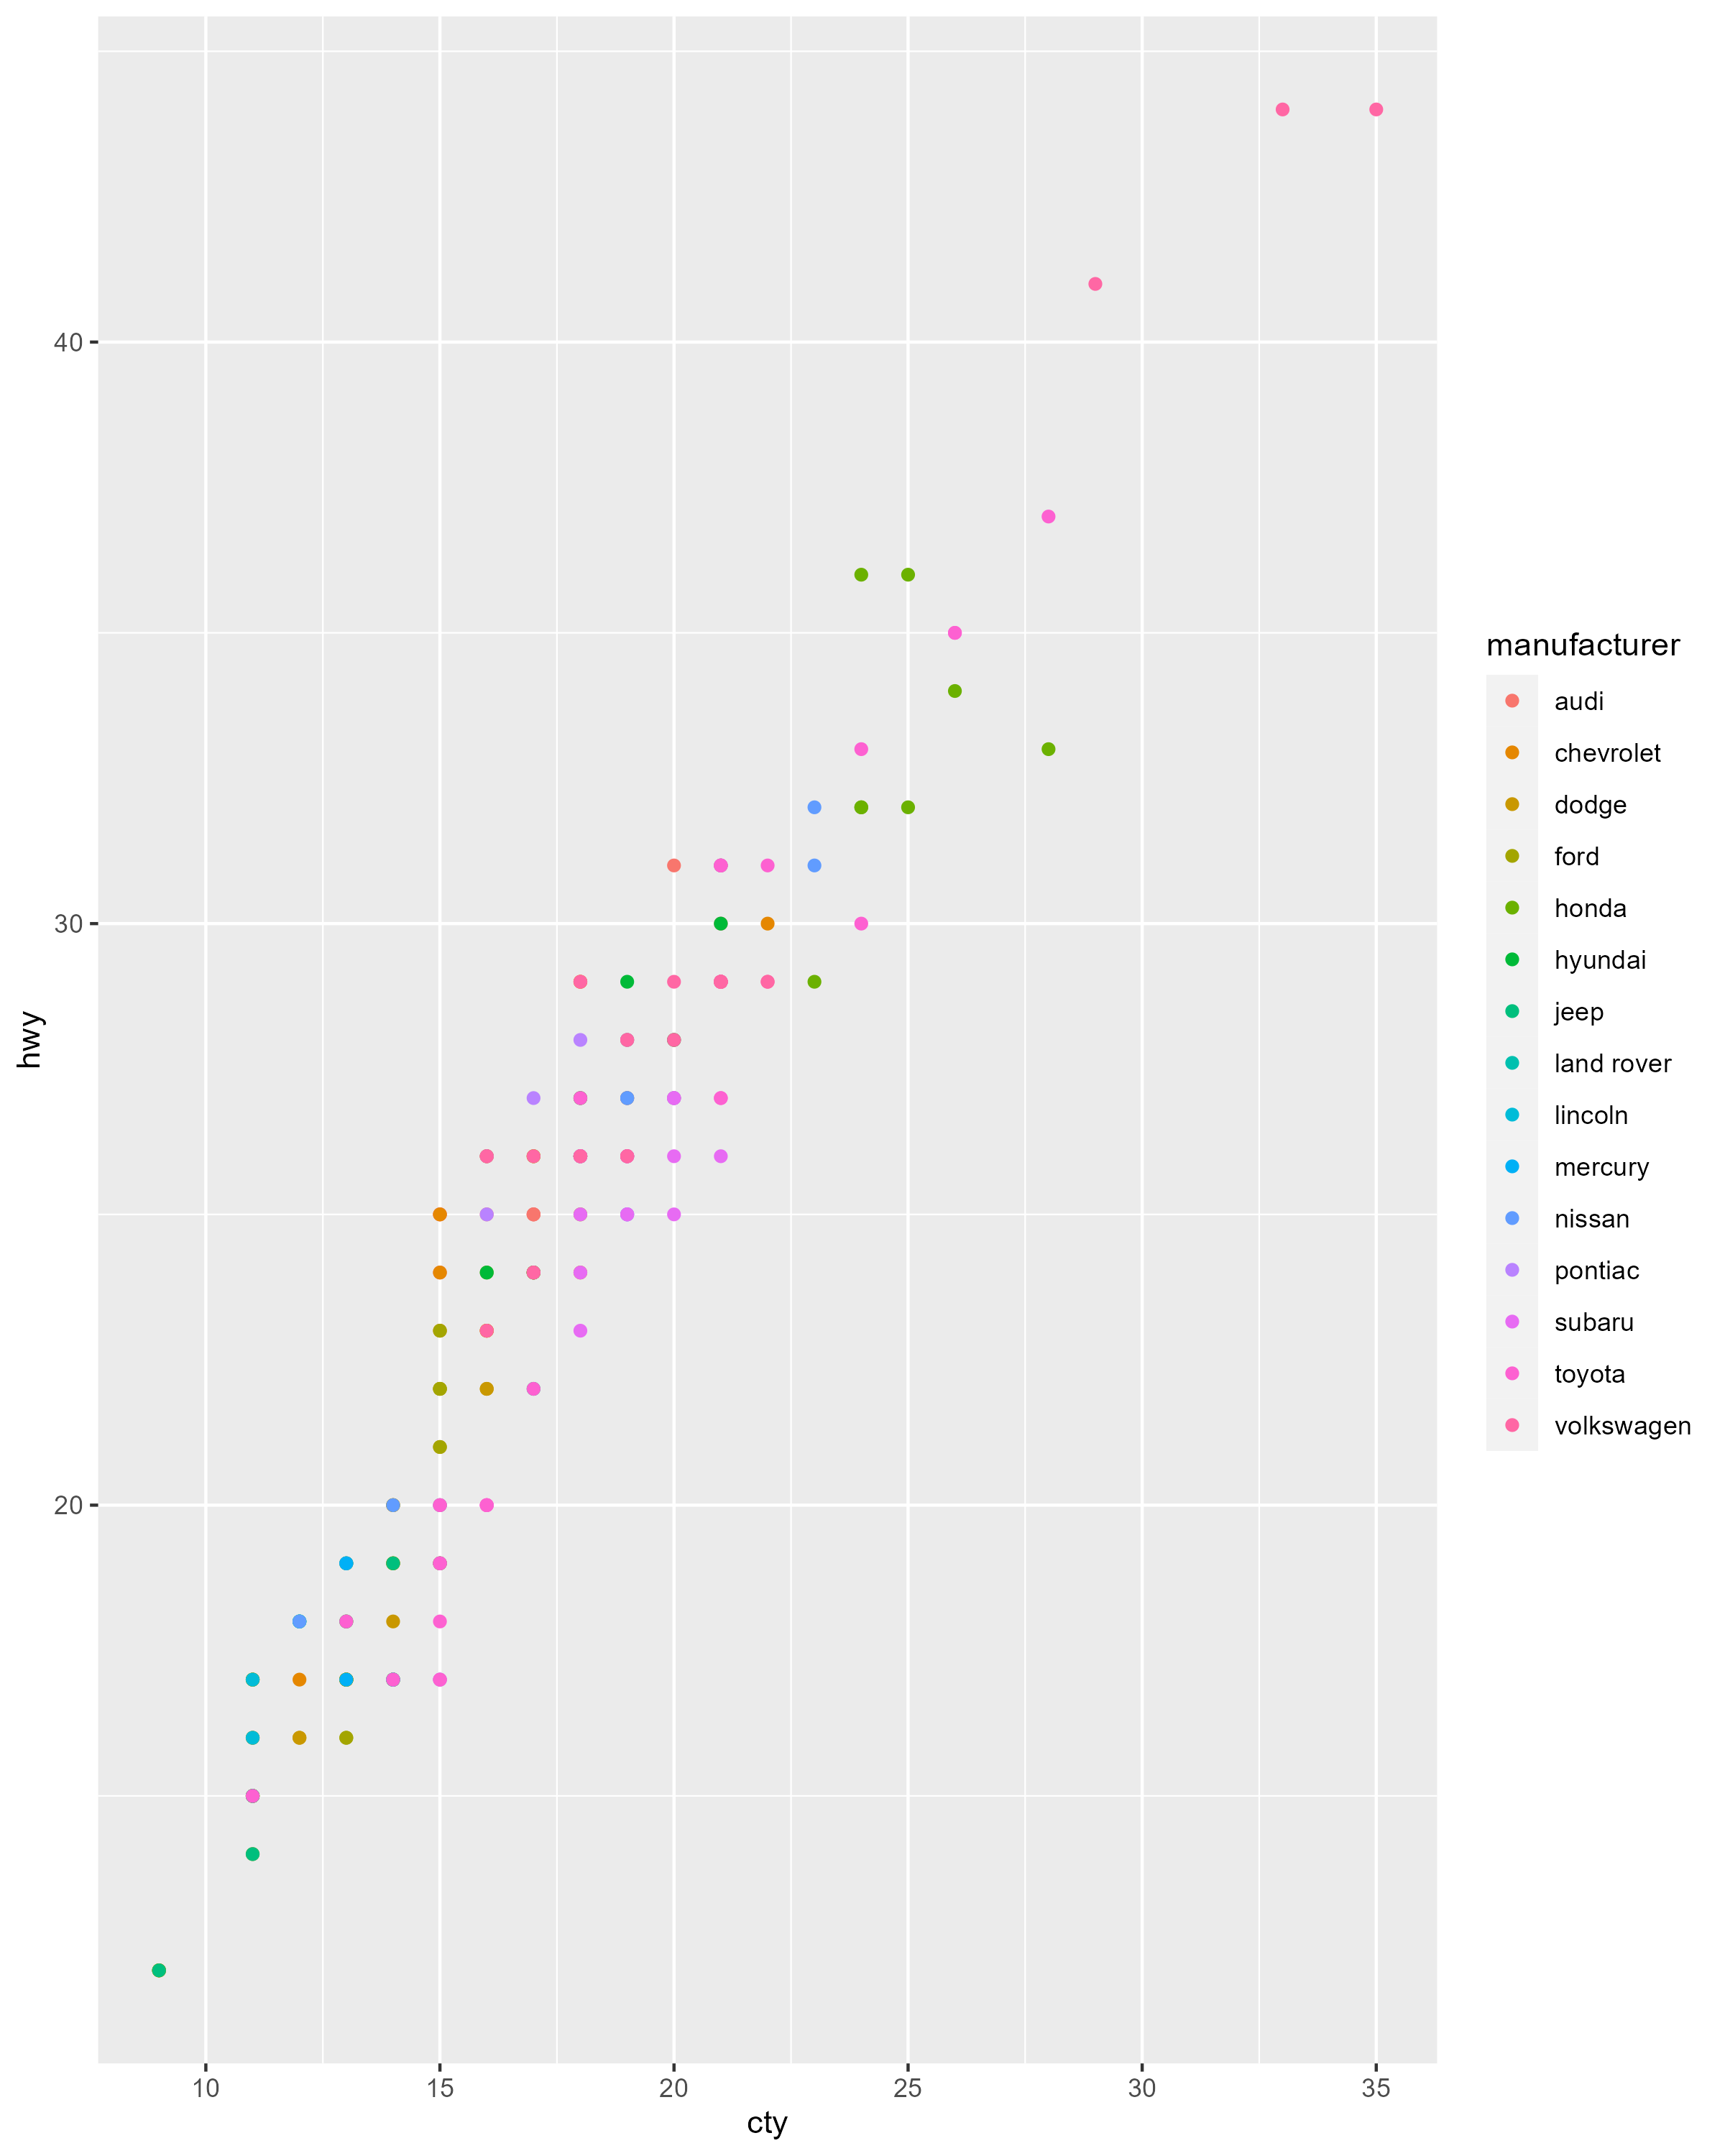 40
30
20
hwy
10 15 20 25 30 35
cty
manufacturer
audi
chevrolet
dodge
ford
honda
hyundai
jeep
land rover
lincoln
mercury
nissan
pontiac
subaru
toyota
volkswagen